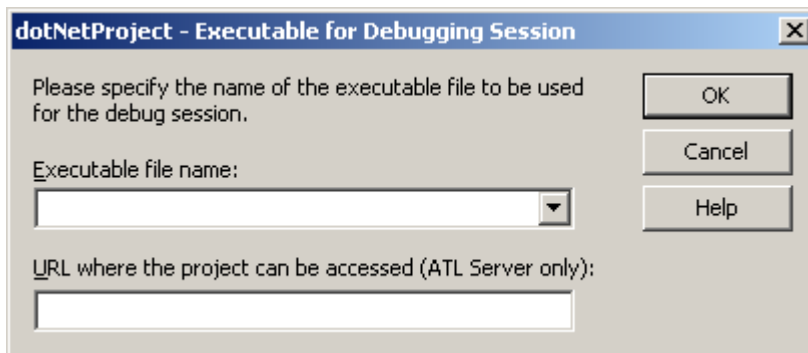 dotNetProject - Executable for Debugging Session
Please specify the name of the executable file to be used
for the debug session.
OK
Cancel
Executable file name:
Help
URL where the project can be accessed (ATL Server only):